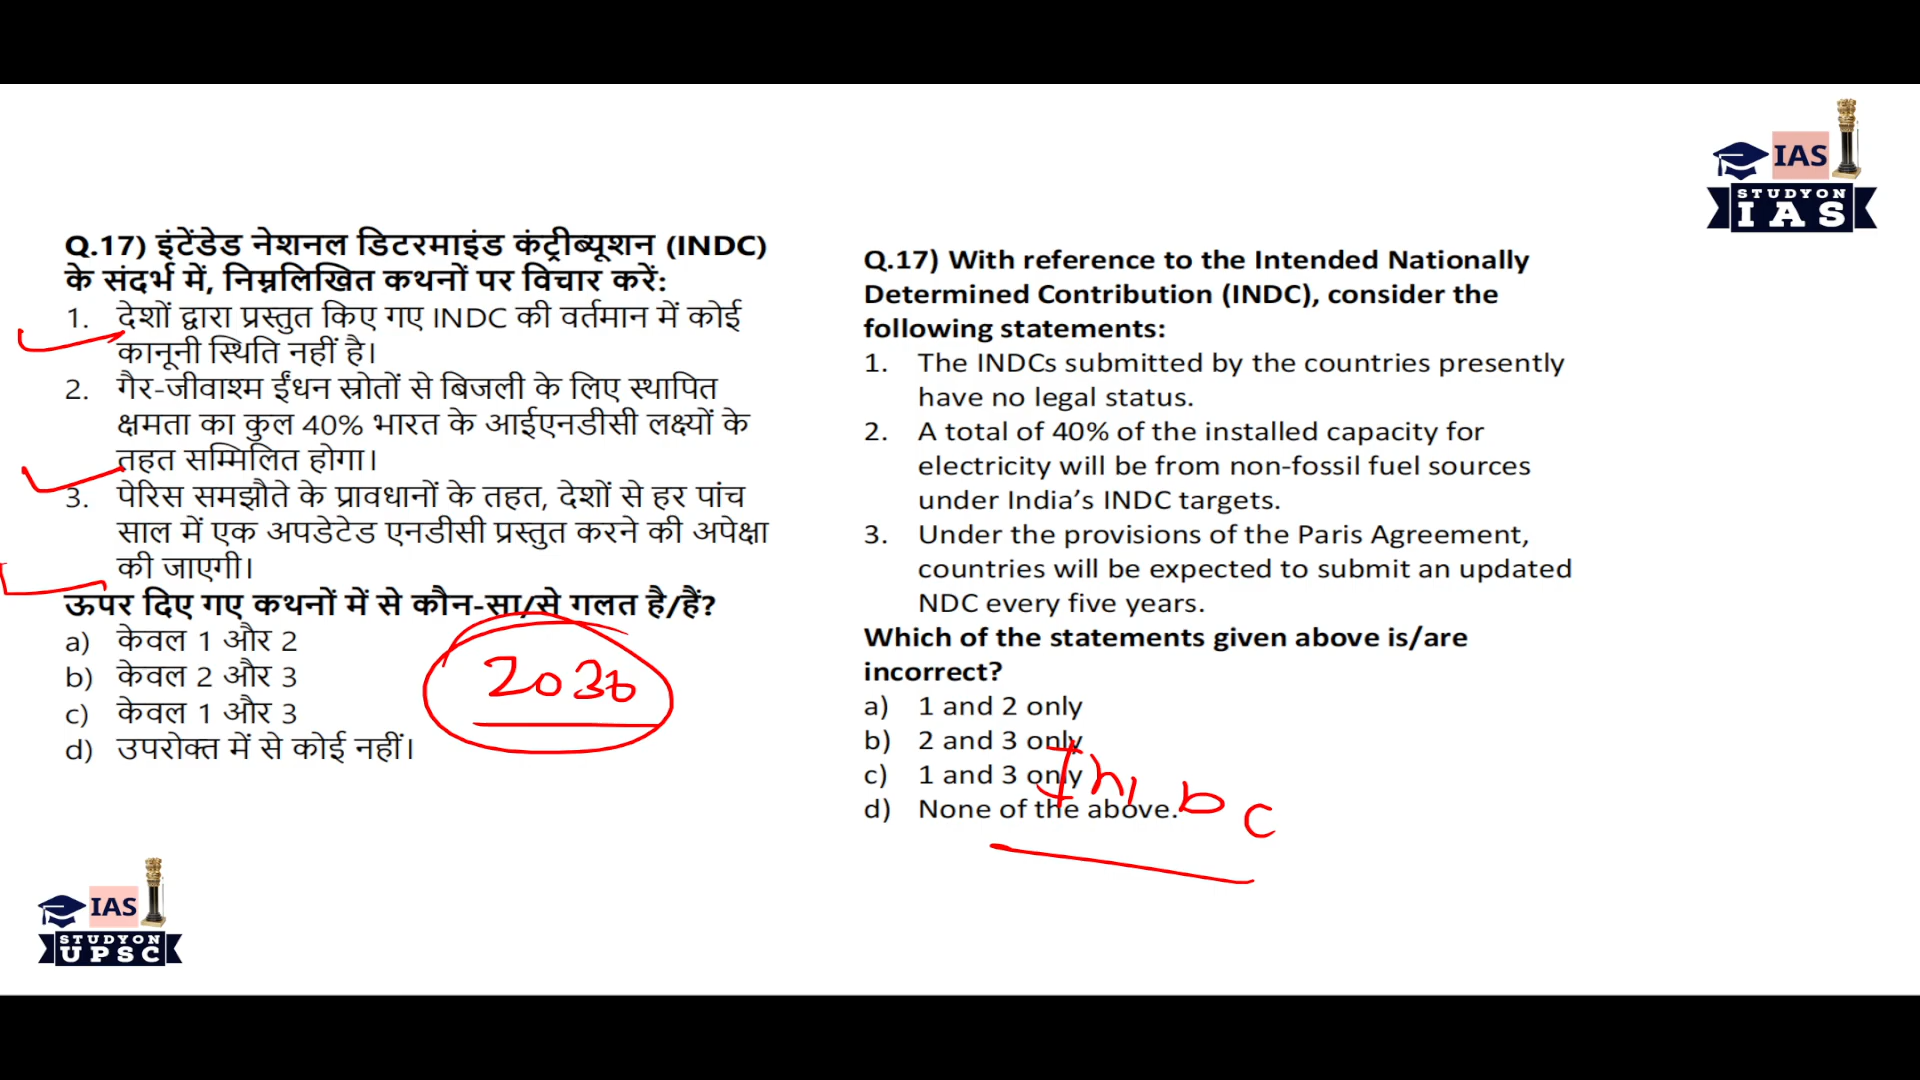 IAS
STUDYON
IAS
Q.17) इंटेंडेड नेशनल डिटरमाइंड कंट्रीब्यूशन (INDC)
के संदर्भ में, निम्नलिखित कथनों पर विचार करें:
1. देशों द्वारा प्रस्तुत किए गए INDC की वर्तमान में कोई
कानूनी स्थिति नहीं है।
2. गैर-जीवाश्म ईंधन स्रोतों से बिजली के लिए स्थापित
क्षमता का कुल 40% भारत के आईएनडीसी लक्ष्यों के
तहत सम्मिलित होगा।
3. पेरिस समझौते के प्रावधानों के तहत, देशों से हर पांच
साल में एक अपडेटेड एनडीसी प्रस्तुत करने की अपेक्षा
की जाएगी।
ऊपर दिए गए कथनों में से कौन-सा/से गलत है/हैं?
a) केवल 1 और 2
b) केवल 2 और 3
c) केवल 1 और 3
d) उपरोक्त में से कोई नहीं।
Q.17) With reference to the Intended Nationally
Determined Contribution (INDC), consider the
following statements:
1. The INDCs submitted by the countries presently
have no legal status.
2. A total of 40% of the installed capacity for
electricity will be from non-fossil fuel sources
under India's INDC targets.
3. Under the provisions of the Paris Agreement,
countries will be expected to submit an updated
NDC every five years.
Which of the statements given above is/are
incorrect?
a) 1 and 2 only
b) 2 and 3 only
c) 1 and 3 only
d) None of the above.
IAS
STUDYON
UPSC